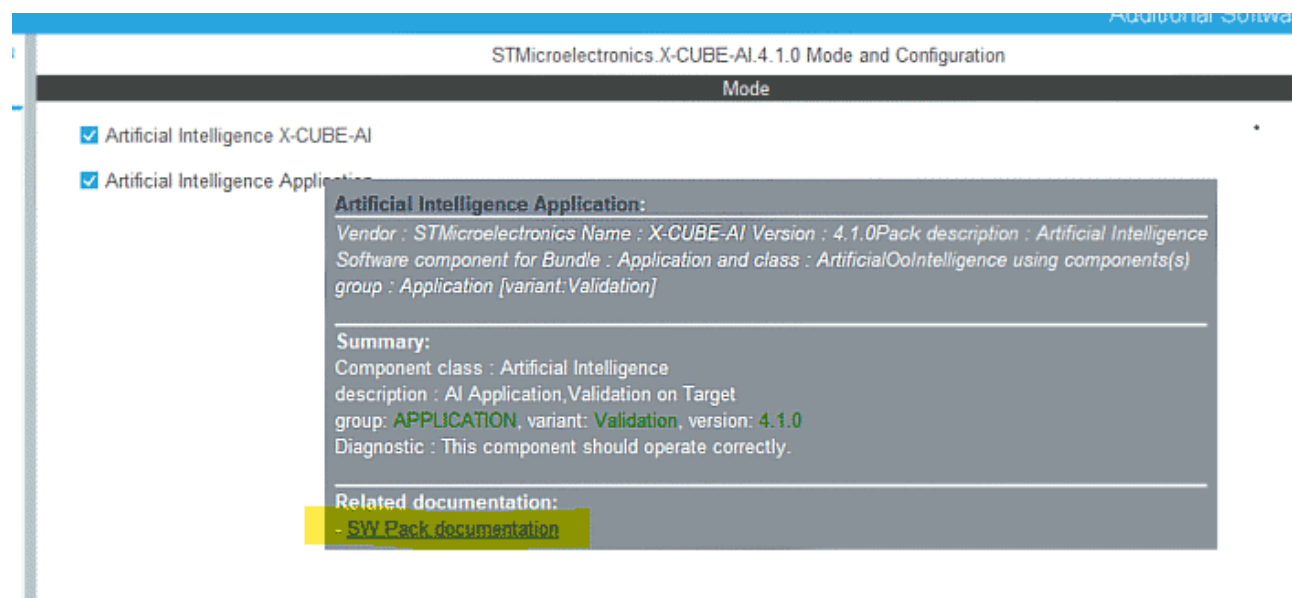 Additional Softwa
STMicroelectronics.X-CUBE-AI.4.1.0 Mode and Configuration
Mode
Artificial Intelligence X-CUBE-AI
Artificial Intelligence Application
Artificial Intelligence Application:
Vendor : STMicroelectronics Name : X-CUBE-AI Version : 4.1.0Pack description : Artificial Intelligence
Software component for Bundle : Application and class : ArtificialOoIntelligence using components(s)
group : Application [variant:Validation]
Summary:
Component class : Artificial Intelligence
description : AI Application,Validation on Target
group: APPLICATION, variant: Validation, version: 4.1.0
Diagnostic : This component should operate correctly.
Related documentation:
- SW Pack documentation